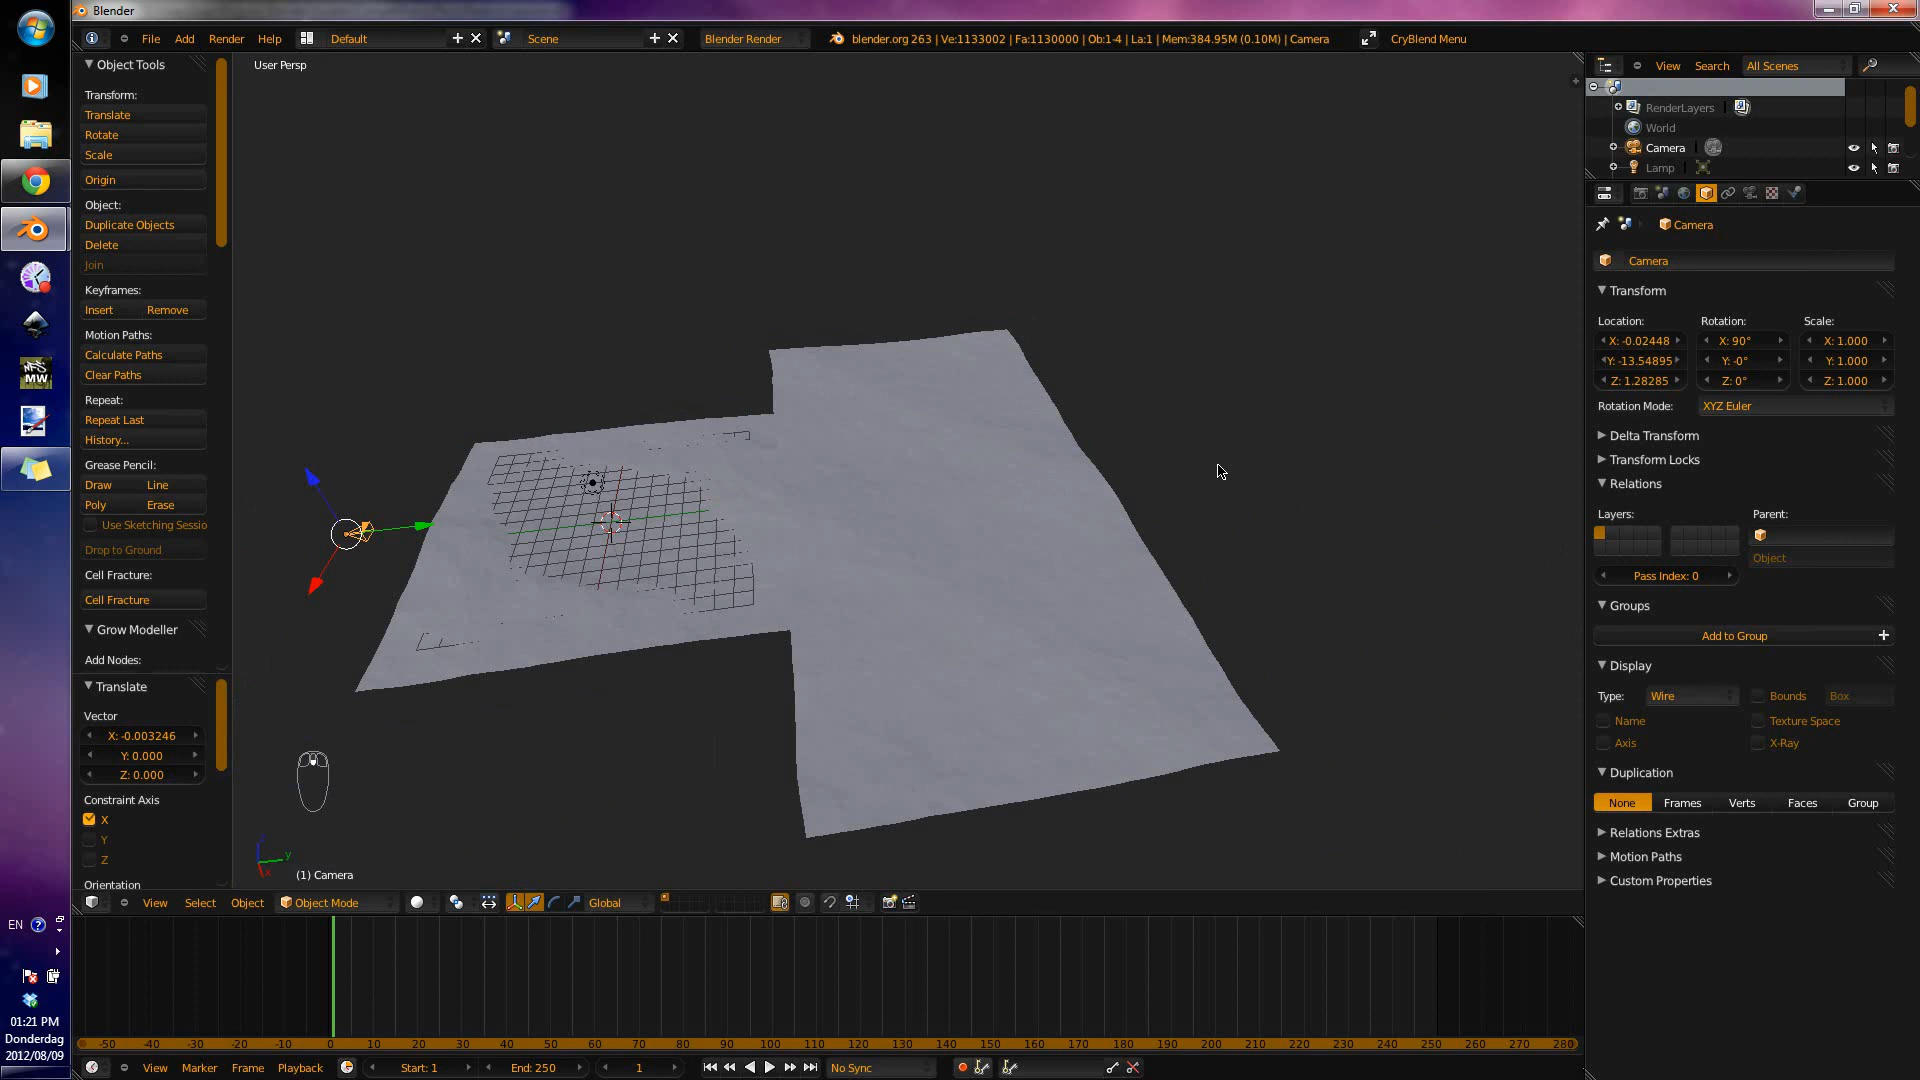 Blender
File Add Render Help Default Scene Blender Render blender.org 263 | Ve:1133002 | Fa:1130000 | Ob:1-4 | La:1 | Mem:384.95M (0.10M) | Camera CryBlend Menu
Object Tools
Transform:
Translate
Rotate
Scale
Origin
Object:
Duplicate Objects
Delete
Join
Keyframes:
Insert Remove
Motion Paths:
Calculate Paths
Clear Paths
Repeat:
Repeat Last
History...
Grease Pencil:
Draw Line
Poly Erase
Use Sketching Sessio
Drop to Ground
Cell Fracture:
Cell Fracture
Grow Modeller
Add Nodes:
Translate
Vector
X: -0.003246
Y: 0.000
Z: 0.000
Constraint Axis
X
Y
Z
Orientation
User Persp
(1) Camera
View Select Object Object Mode Global
-50 -40 -30 -20 -10 0 10 20 30 40 50 60 70 80 90 100 110 120 130 140 150 160 170 180 190 200 210 220 230 240 250 260 270 280
View Marker Frame Playback Start: 1 End: 250 1 No Sync
View Search All Scenes
RenderLayers
World
Camera
Lamp
Camera
Camera
Transform
Location: Rotation: Scale:
X: -0.02448 X: 90° X: 1.000
Y: -13.54895 Y: -0° Y: 1.000
Z: 1.28285 Z: 0° Z: 1.000
Rotation Mode: XYZ Euler
Delta Transform
Transform Locks
Relations
Layers: Parent:
Object
Pass Index: 0
Groups
Add to Group
Display
Type: Wire Bounds Box
Name Texture Space
Axis X-Ray
Duplication
None Frames Verts Faces Group
Relations Extras
Motion Paths
Custom Properties
NFS
MW
EN
01:21 PM
Donderdag
2012/08/09